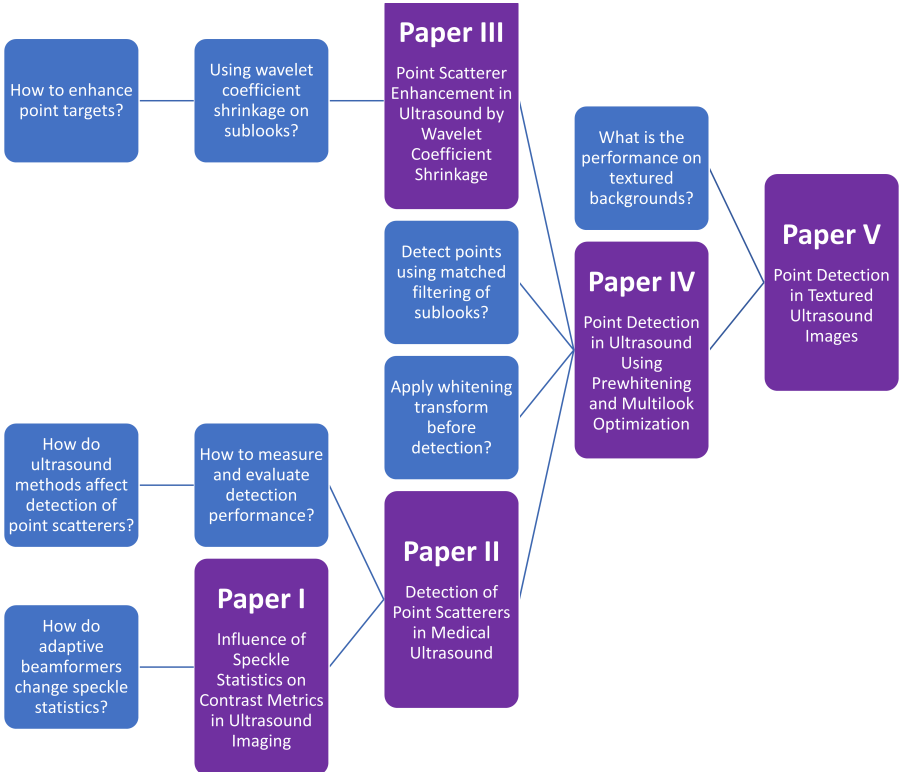 How to enhance
point targets?
Using wavelet
coefficient
shrinkage on
sublooks?
Paper III
Point Scatterer
Enhancement in
Ultrasound by
Wavelet
Coefficient
Shrinkage
What is the
performance on
textured
backgrounds?
Paper V
Point Detection
in Textured
Ultrasound
Images
Detect points
using matched
filtering of
sublooks?
Paper IV
Point Detection
in Ultrasound
Using
Prewhitening
and Multilook
Optimization
Apply whitening
transform
before
detection?
How do
ultrasound
methods affect
detection of
point scatterers?
How to measure
and evaluate
detection
performance?
Paper II
Detection of
Point Scatterers
in Medical
Ultrasound
How do
adaptive
beamformers
change speckle
statistics?
Paper I
Influence of
Speckle
Statistics on
Contrast Metrics
in Ultrasound
Imaging